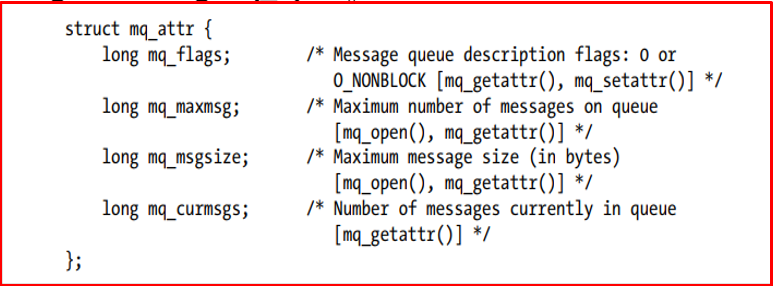 struct mq_attr {
long mq_flags; /* Message queue description flags: 0 or
O_NONBLOCK [mq_getattr(), mq_setattr()] */
long mq_maxmsg; /* Maximum number of messages on queue
[mq_open(), mq_getattr()] */
long mq_msgsize; /* Maximum message size (in bytes)
[mq_open(), mq_getattr()] */
long mq_curmsgs; /* Number of messages currently in queue
[mq_getattr()] */
};